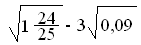 √(1 24/25) - 3√(0,09)